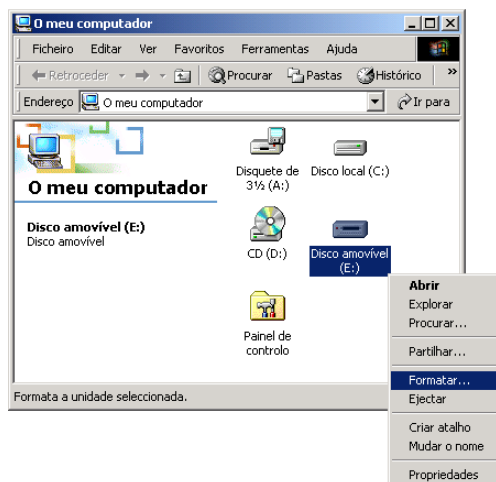 O meu computador
Ficheiro Editar Ver Favoritos Ferramentas Ajuda
Retroceder Procurar Pastas Histórico »
Endereço O meu computador Ir para
O meu computador
Disco amovível (E:)
Disco amovível
Disquete de
3½ (A:)
Disco local (C:)
CD (D:)
Disco amovível
(E:)
Painel de
controlo
Abrir
Explorar
Procurar...
Partilhar...
Formatar...
Ejectar
Criar atalho
Mudar o nome
Propriedades
Formata a unidade seleccionada.